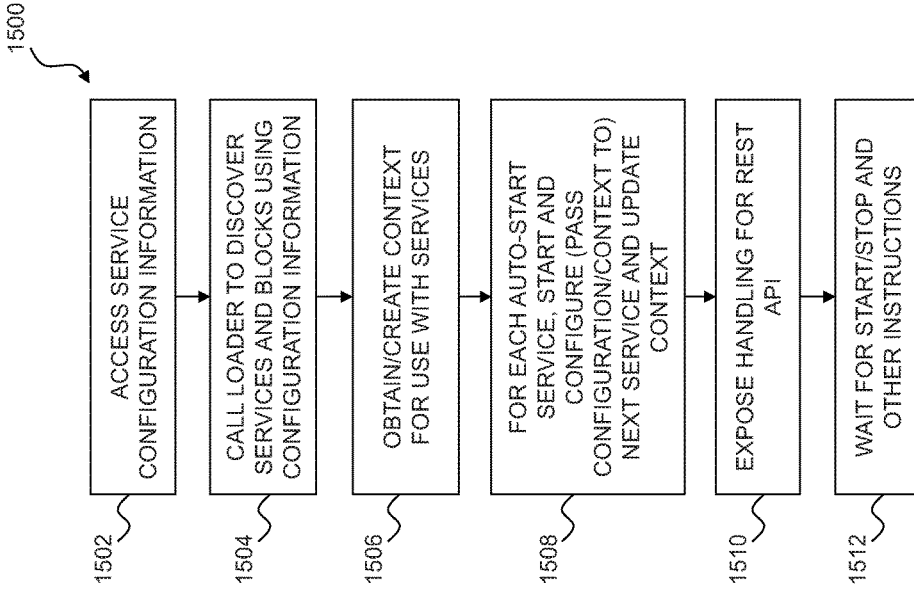 1500
1502
ACCESS SERVICE
CONFIGURATION INFORMATION
1504
CALL LOADER TO DISCOVER
SERVICES AND BLOCKS USING
CONFIGURATION INFORMATION
1506
OBTAIN/CREATE CONTEXT
FOR USE WITH SERVICES
1508
FOR EACH AUTO-START
SERVICE, START AND
CONFIGURE (PASS
CONFIGURATION/CONTEXT TO)
NEXT SERVICE AND UPDATE
CONTEXT
1510
EXPOSE HANDLING FOR REST
API
1512
WAIT FOR START/STOP AND
OTHER INSTRUCTIONS